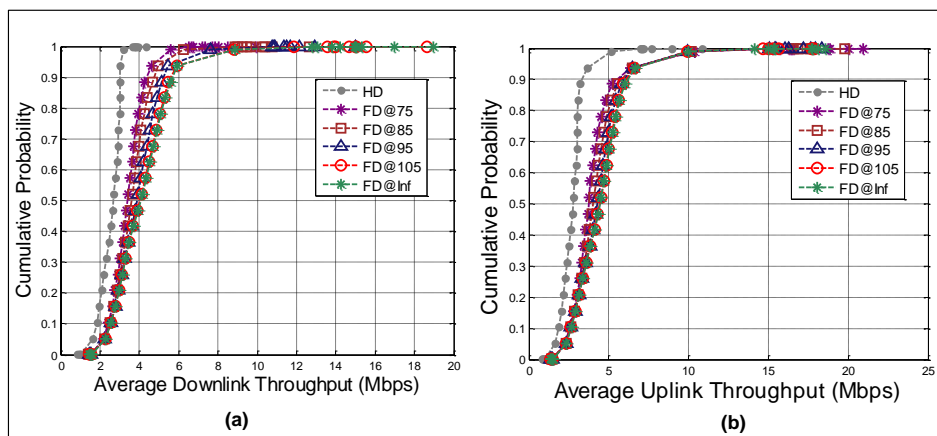 Cumulative Probability
1
0.9
0.8
0.7
0.6
0.5
0.4
0.3
0.2
0.1
0
0 2 4 6 8 10 12 14 16 18 20
HD
FD@75
FD@85
FD@95
FD@105
FD@Inf
Average Downlink Throughput (Mbps)
(a)
Cumulative Probability
1
0.9
0.8
0.7
0.6
0.5
0.4
0.3
0.2
0.1
0
0 5 10 15 20 25
HD
FD@75
FD@85
FD@95
FD@105
FD@Inf
Average Uplink Throughput (Mbps)
(b)